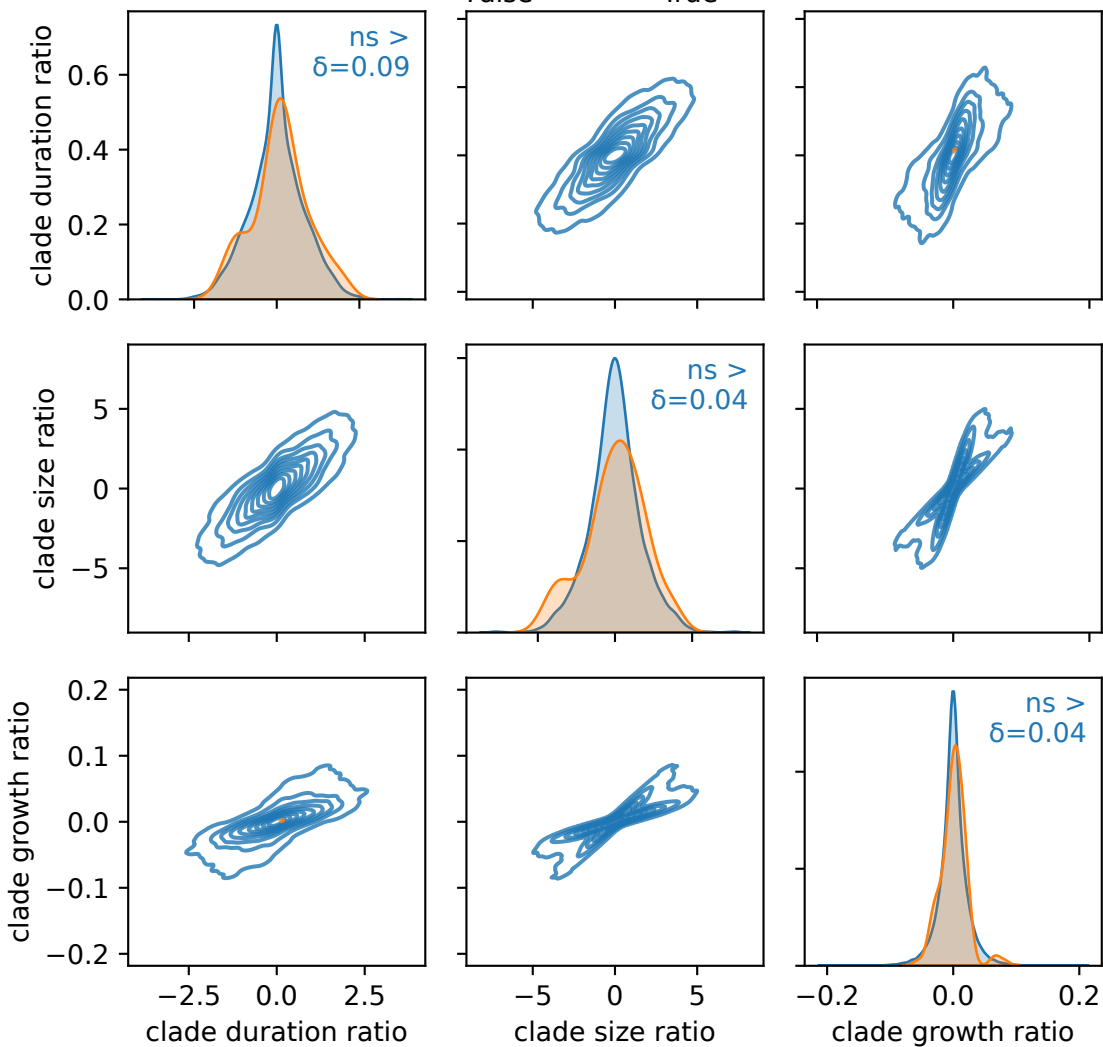 clade duration ratio
0.6
0.4
0.2
0.0
ns >
δ=0.09
clade size ratio
5
0
−5
ns >
δ=0.04
clade growth ratio
0.2
0.1
0.0
−0.1
−0.2
ns >
δ=0.04
−2.5 0.0 2.5
−5 0 5
−0.2 0.0 0.2
clade duration ratio
clade size ratio
clade growth ratio